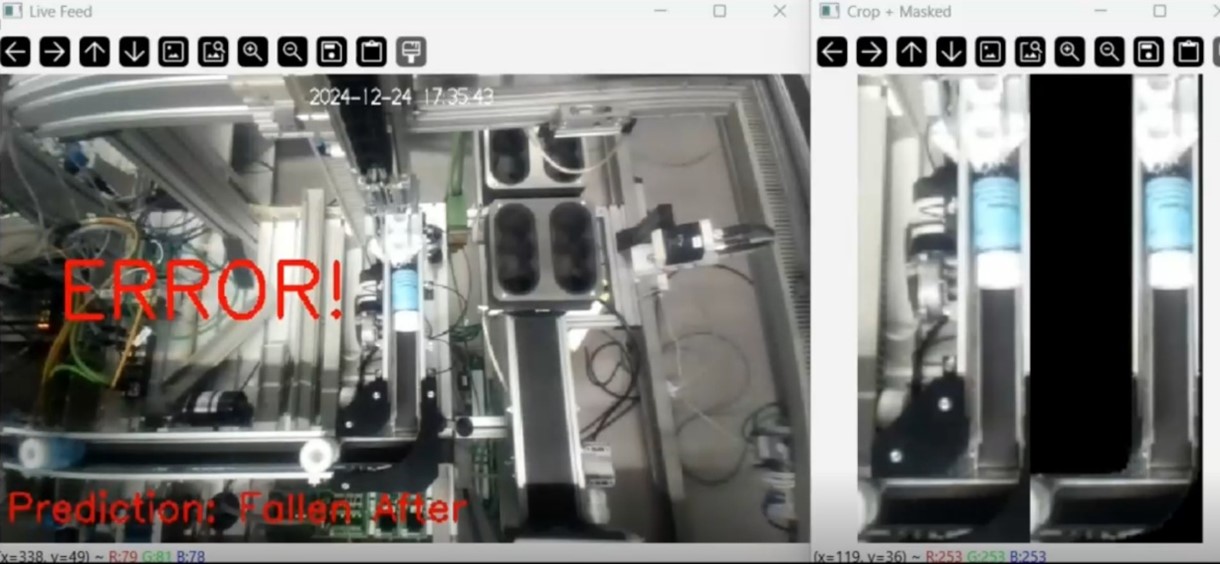 Live Feed
Crop + Masked
2024-12-24 17:35:43
ERROR!
Prediction: Fallen After
(x=338, y=49) ~ R:79 G:81 B:78
(x=119, y=36) ~ R:253 G:253 B:253